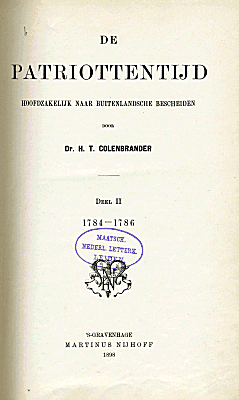 DE
PATRIOTTENTIJD
HOOFDZAKELIJK NAAR BUITENLANDSCHE BESCHEIDEN
DOOR
Dr. H. T. COLENBRANDER
DEEL II
1784—1786
MAATSCH.
NEDERL. LETTERK.
LEIDEN
'S-GRAVENHAGE
MARTINUS NIJHOFF
1898